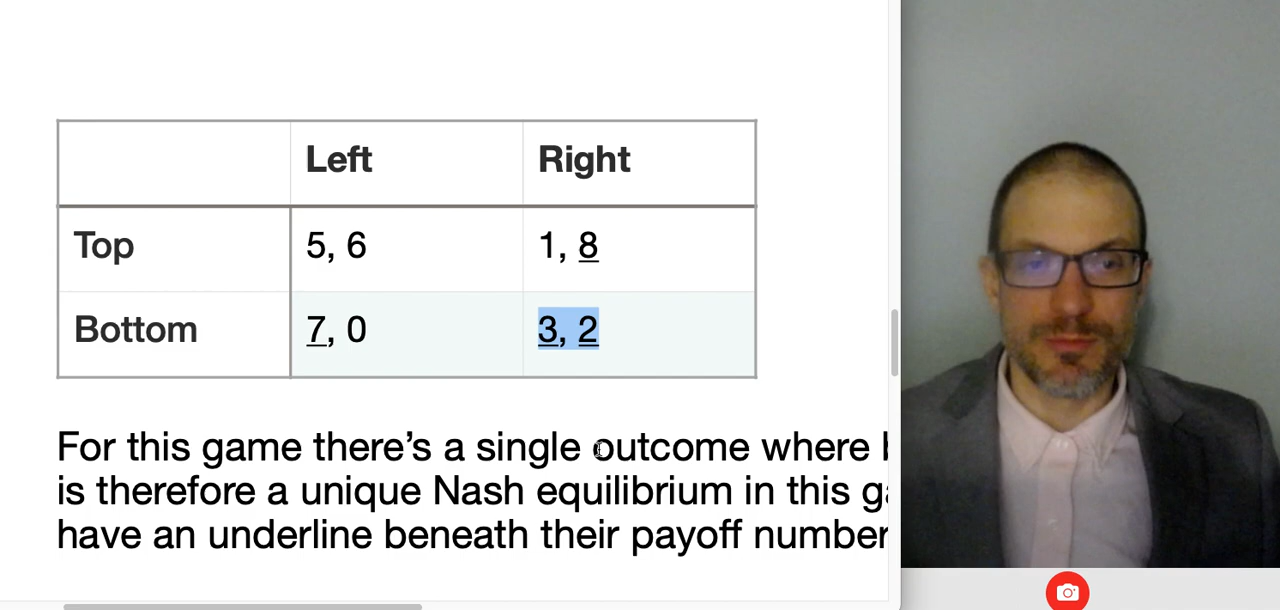 Left Right
Top 5, 6 1, 8
Bottom 7, 0 3, 2
For this game there’s a single outcome where
is therefore a unique Nash equilibrium in this
have an underline beneath their payoff number